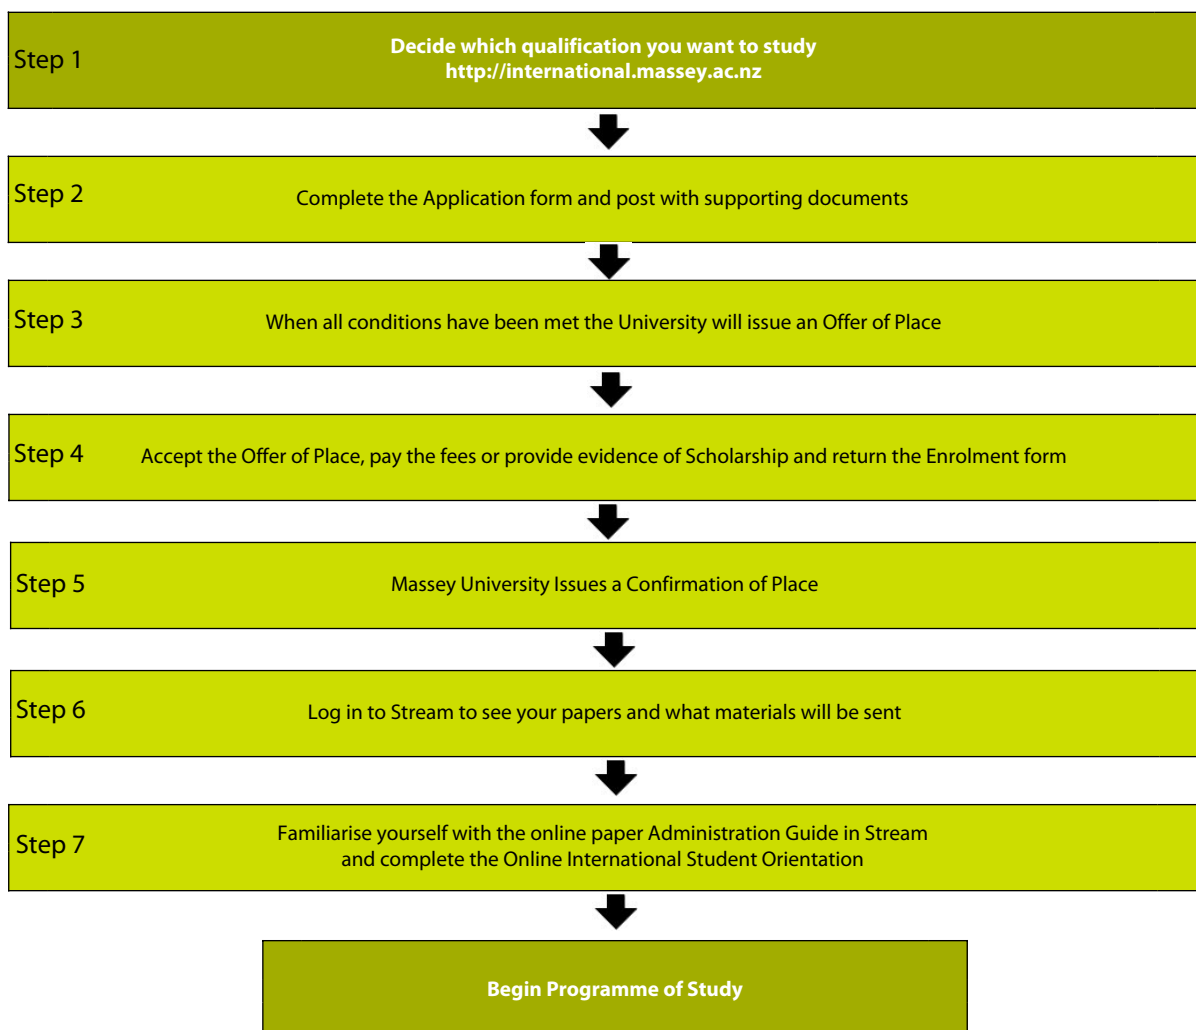 Step 1
Decide which qualification you want to study
http://international.massey.ac.nz
Step 2
Complete the Application form and post with supporting documents
Step 3
When all conditions have been met the University will issue an Offer of Place
Step 4
Accept the Offer of Place, pay the fees or provide evidence of Scholarship and return the Enrolment form
Step 5
Massey University Issues a Confirmation of Place
Step 6
Log in to Stream to see your papers and what materials will be sent
Step 7
Familiarise yourself with the online paper Administration Guide in Stream
and complete the Online International Student Orientation
Begin Programme of Study